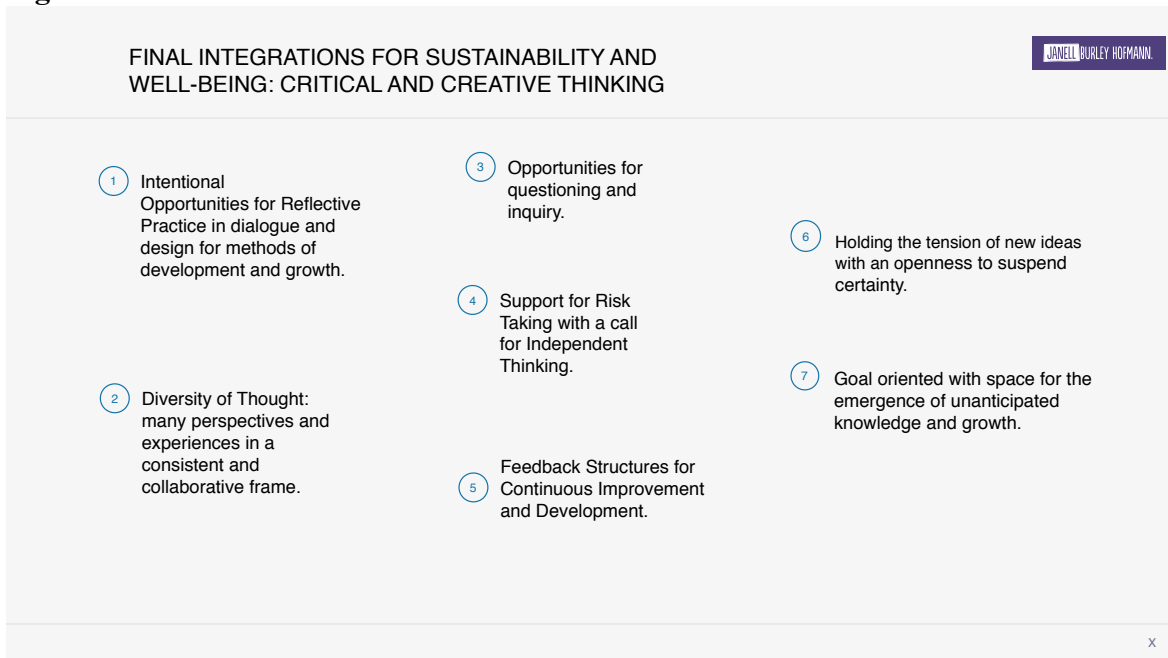 FINAL INTEGRATIONS FOR SUSTAINABILITY AND
WELL-BEING: CRITICAL AND CREATIVE THINKING
JANELL BURLEY HOFMANN.
1
Intentional
Opportunities for Reflective
Practice in dialogue and
design for methods of
development and growth.
2
Diversity of Thought:
many perspectives and
experiences in a
consistent and
collaborative frame.
3
Opportunities for
questioning and
inquiry.
4
Support for Risk
Taking with a call
for Independent
Thinking.
5
Feedback Structures for
Continuous Improvement
and Development.
6
Holding the tension of new ideas
with an openness to suspend
certainty.
7
Goal oriented with space for the
emergence of unanticipated
knowledge and growth.
X